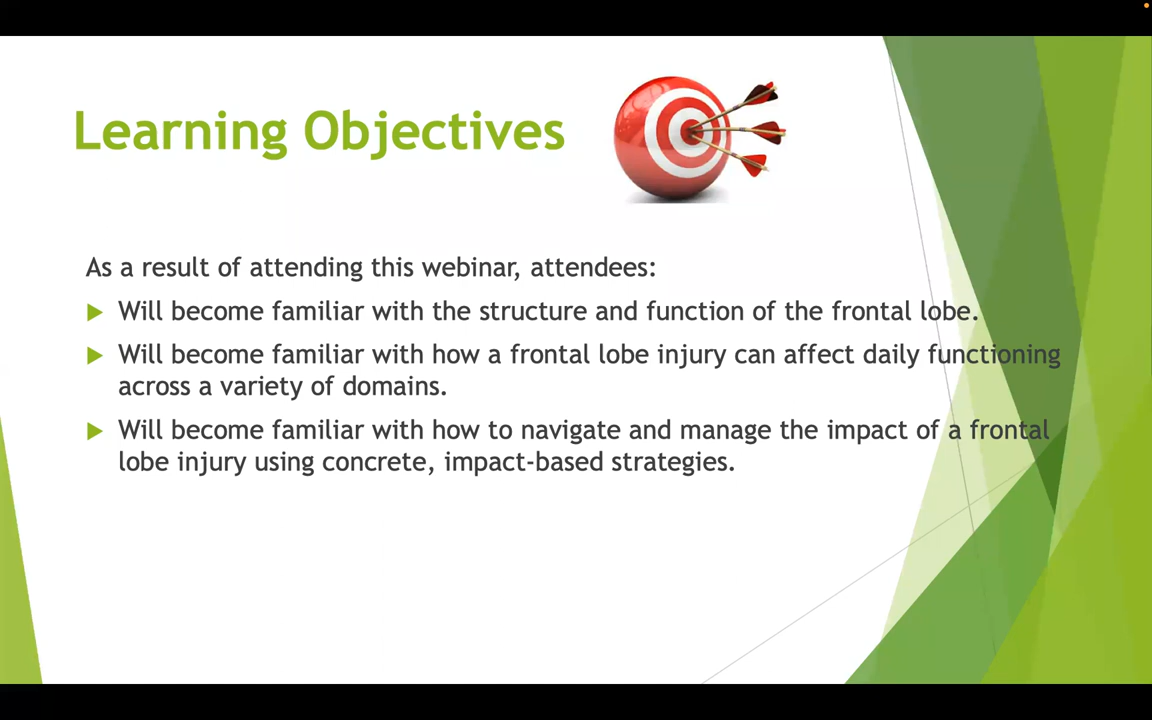 Learning Objectives
As a result of attending this webinar, attendees:
Will become familiar with the structure and function of the frontal lobe.
Will become familiar with how a frontal lobe injury can affect daily functioning
across a variety of domains.
Will become familiar with how to navigate and manage the impact of a frontal
lobe injury using concrete, impact-based strategies.